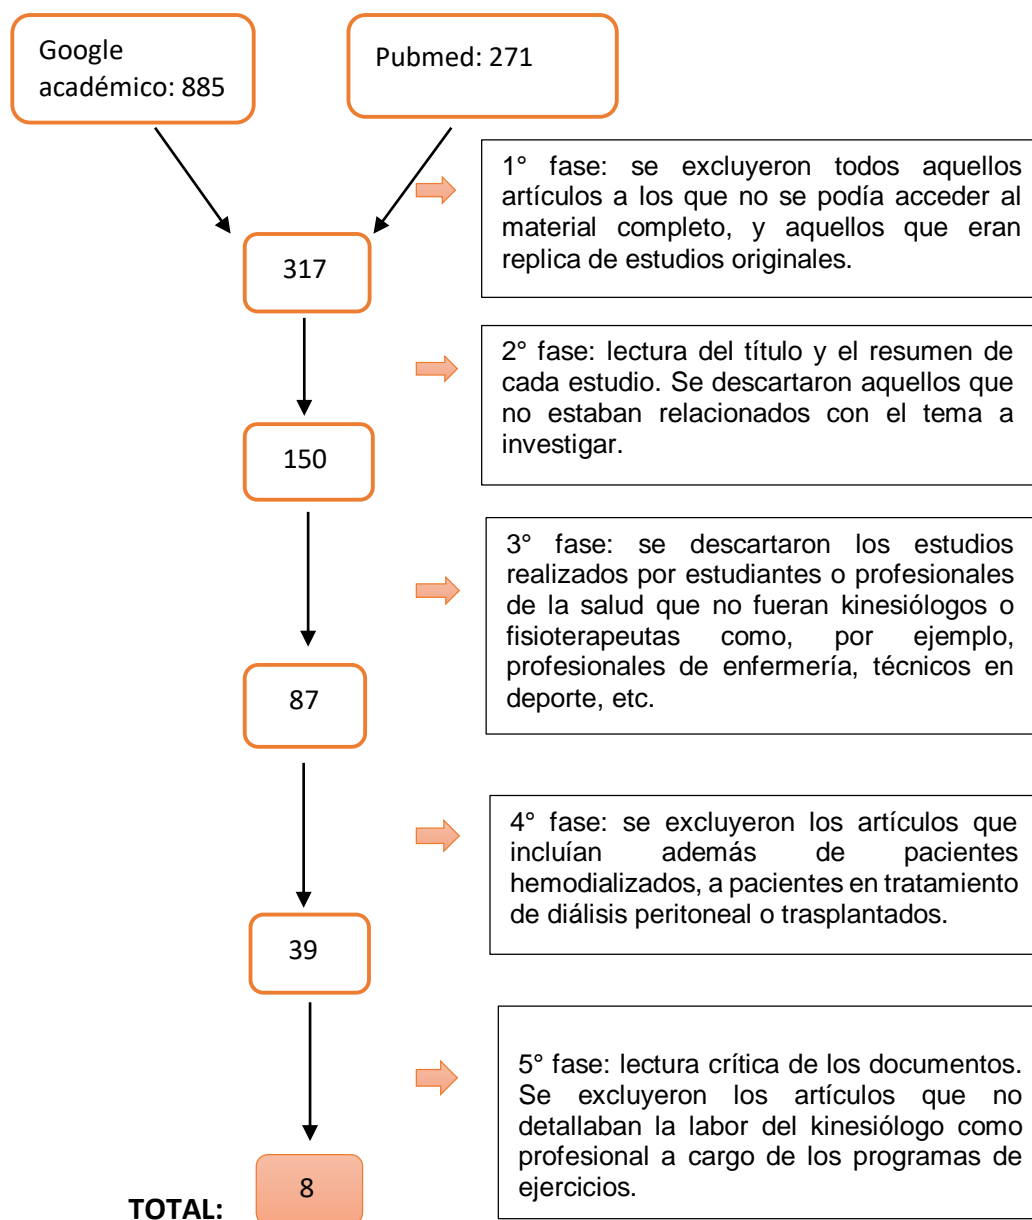 Google
académico: 885
Pubmed: 271
1° fase: se excluyeron todos aquellos
artículos a los que no se podía acceder al
material completo, y aquellos que eran
replica de estudios originales.
317
2° fase: lectura del título y el resumen de
cada estudio. Se descartaron aquellos que
no estaban relacionados con el tema a
investigar.
150
3° fase: se descartaron los estudios
realizados por estudiantes o profesionales
de la salud que no fueran kinesiólogos o
fisioterapeutas como, por ejemplo,
profesionales de enfermería, técnicos en
deporte, etc.
87
4° fase: se excluyeron los artículos que
incluían además de pacientes
hemodializados, a pacientes en tratamiento
de diálisis peritoneal o trasplantados.
39
5° fase: lectura crítica de los documentos.
Se excluyeron los artículos que no
detallaban la labor del kinesiólogo como
profesional a cargo de los programas de
ejercicios.
8
TOTAL: